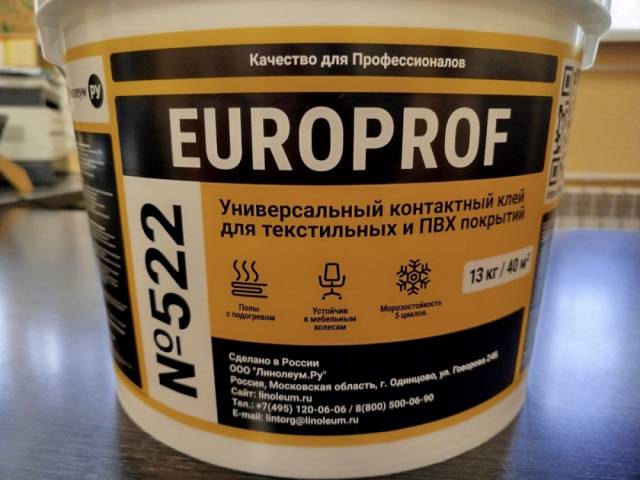 Качество для Профессионалов
РУ
EUROPROF
№522
Универсальный контактный клей
для текстильных и ПВХ покрытий
13 кг / 40 м²
Полы
с подогревом
Устойчив
к мебельным
колесам
Морозостойкость
5 циклов.
Сделано в России
ООО "Линолеум.Ру"
Россия, Московская область, г. Одинцово, ул. Говорова-24Б
Сайт: linoleum.ru
Тел.: +7(495) 120-06-06 / 8(800) 500-06-90
E-mail: lintorg@linoleum.ru